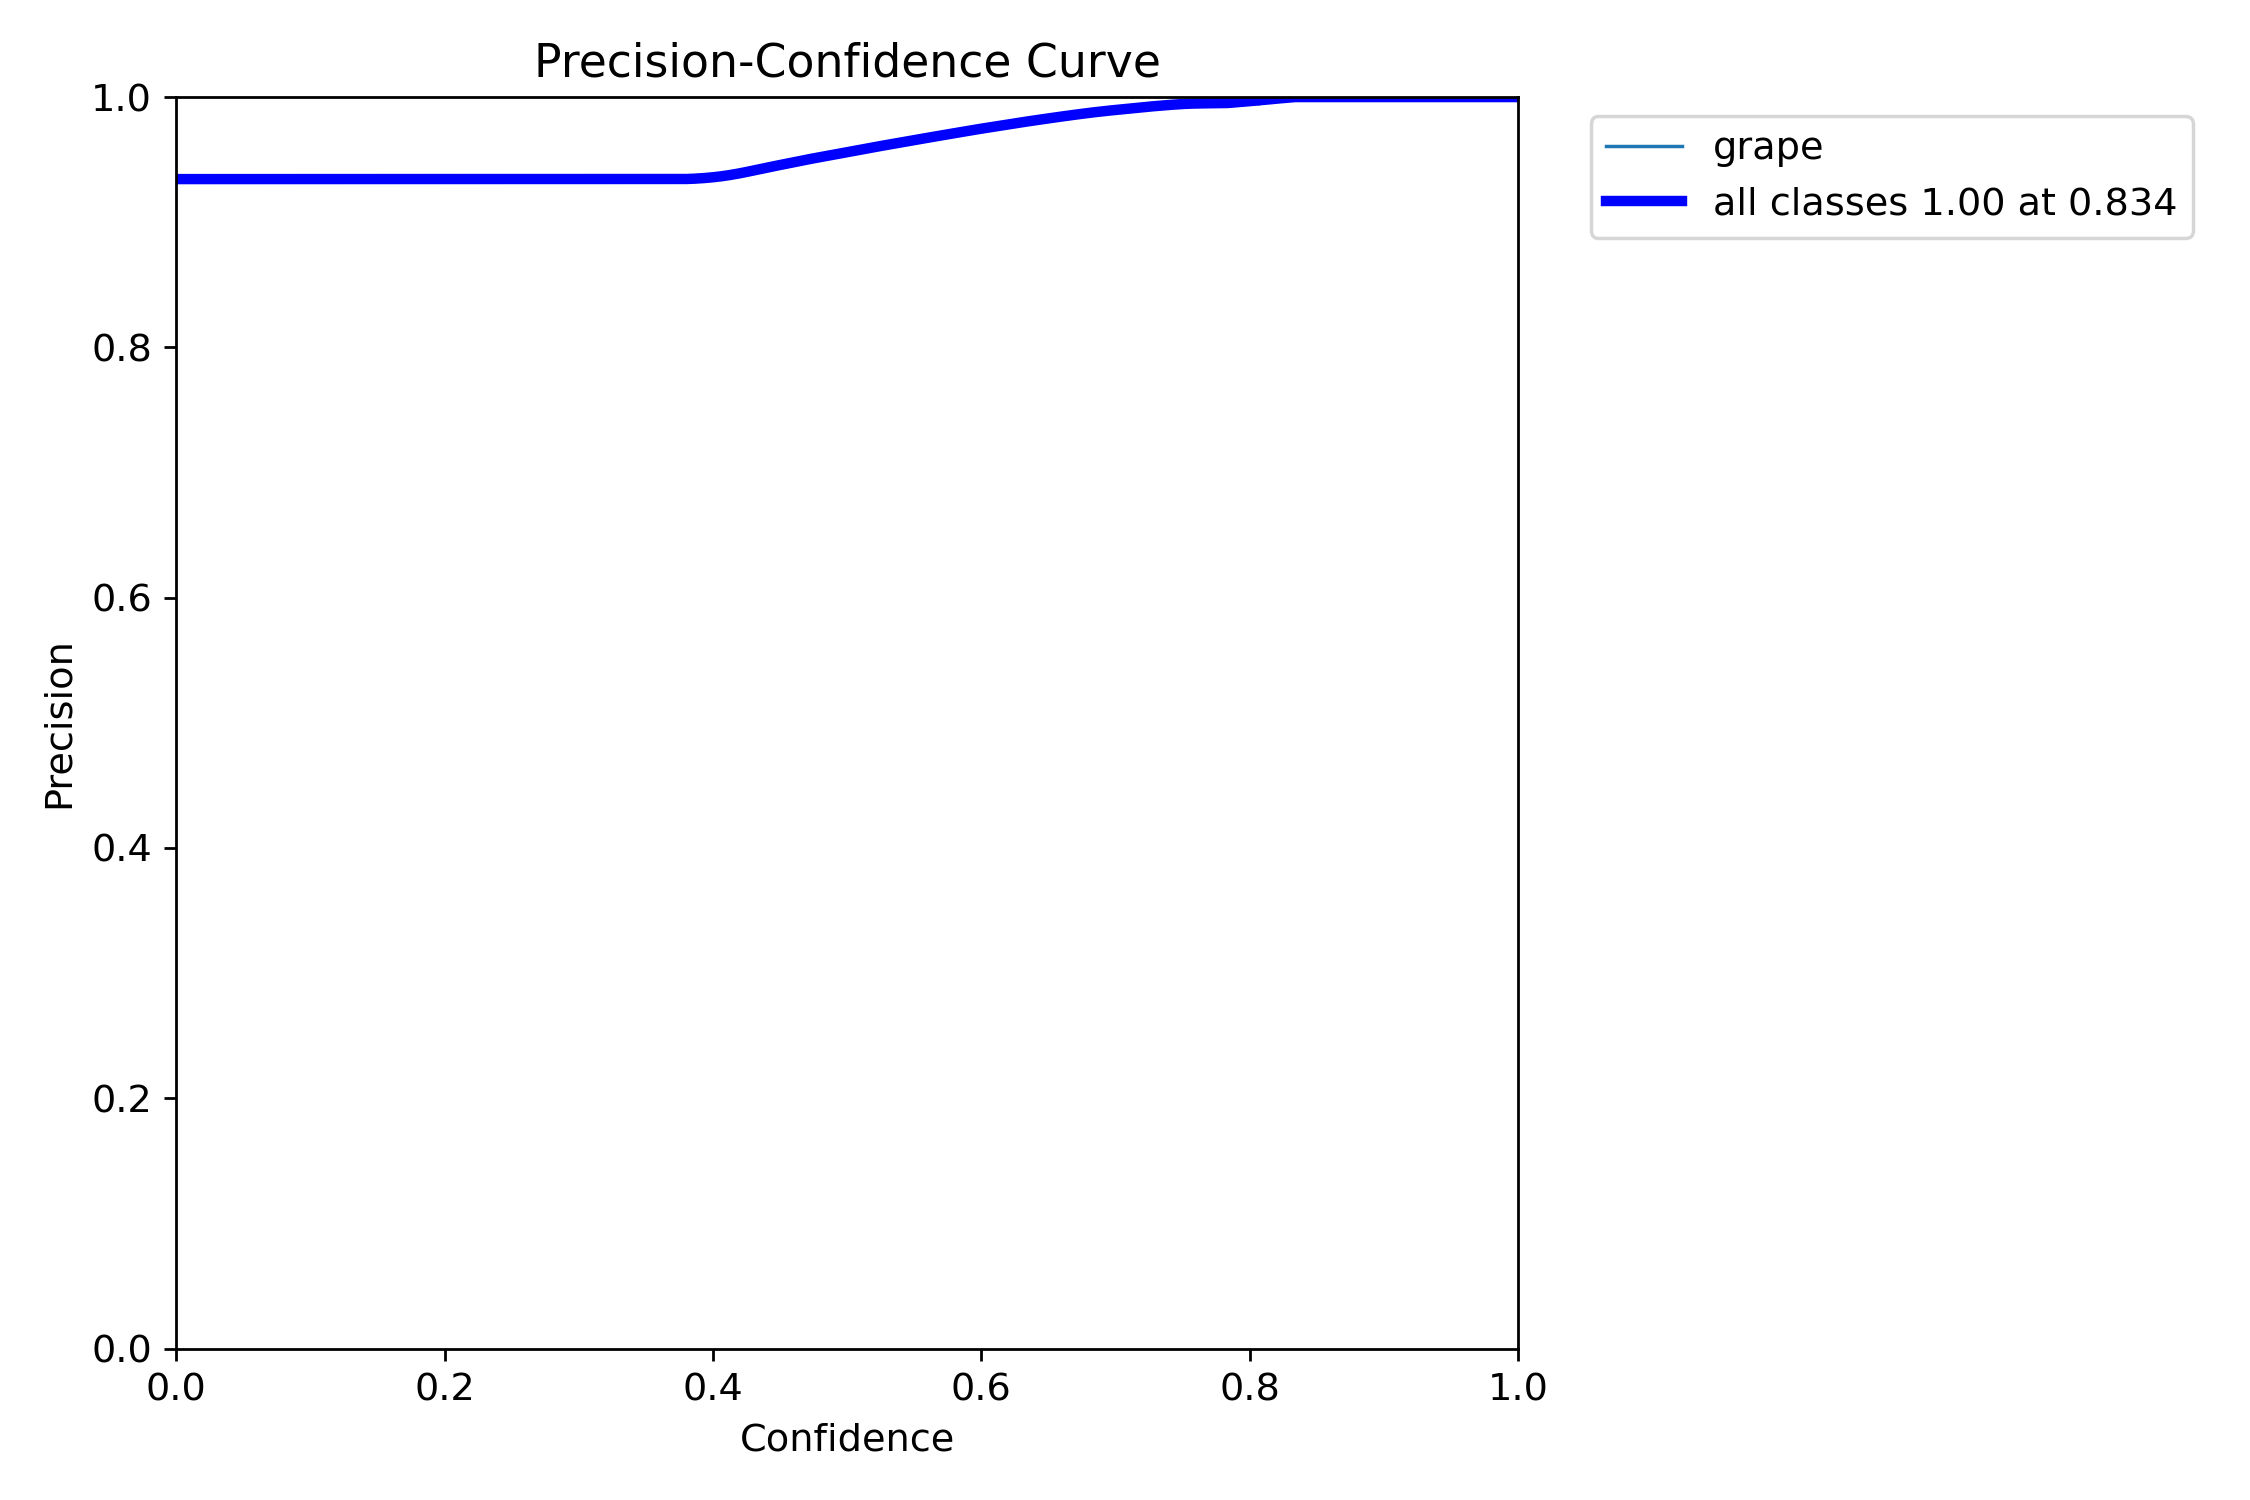 Precision-Confidence Curve
1.0
0.8
0.6
0.4
0.2
0.0
Precision
0.0 0.2 0.4 0.6 0.8 1.0
Confidence
grape
all classes 1.00 at 0.834